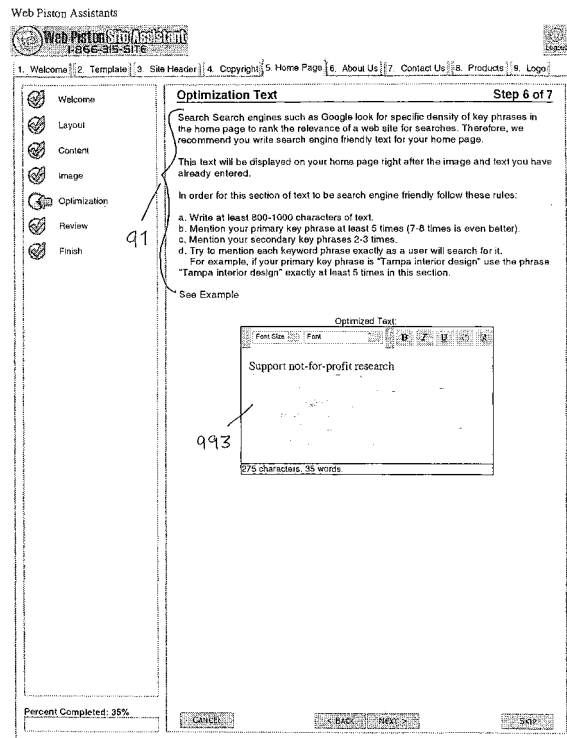 Web Piston Assistants
Web Piston Site Assistant
1-866-315-SITE
Logout
1. Welcome 2. Template 3. Site Header 4. Copyright 5. Home Page 6. About Us 7. Contact Us 8. Products 9. Logo
Welcome
Layout
Content
Image
Optimization
Review
Finish
91
Optimization Text Step 6 of 7
Search Search engines such as Google look for specific density of key phrases in
the home page to rank the relevance of a web site for searches. Therefore, we
recommend you write search engine friendly text for your home page.
This text will be displayed on your home page right after the image and text you have
already entered.
In order for this section of text to be search engine friendly follow these rules:
a. Write at least 800-1000 characters of text.
b. Mention your primary key phrase at least 5 times (7-8 times is even better).
c. Mention your secondary key phrases 2-3 times.
d. Try to mention each keyword phrase exactly as a user will search for it.
For example, if your primary key phrase is "Tampa interior design" use the phrase
"Tampa interior design" exactly at least 5 times in this section.
See Example
Optimized Text:
Font Size Font B I U
Support not-for-profit research
993
275 characters, 35 words.
Percent Completed: 35%
CANCEL < BACK NEXT > SKIP